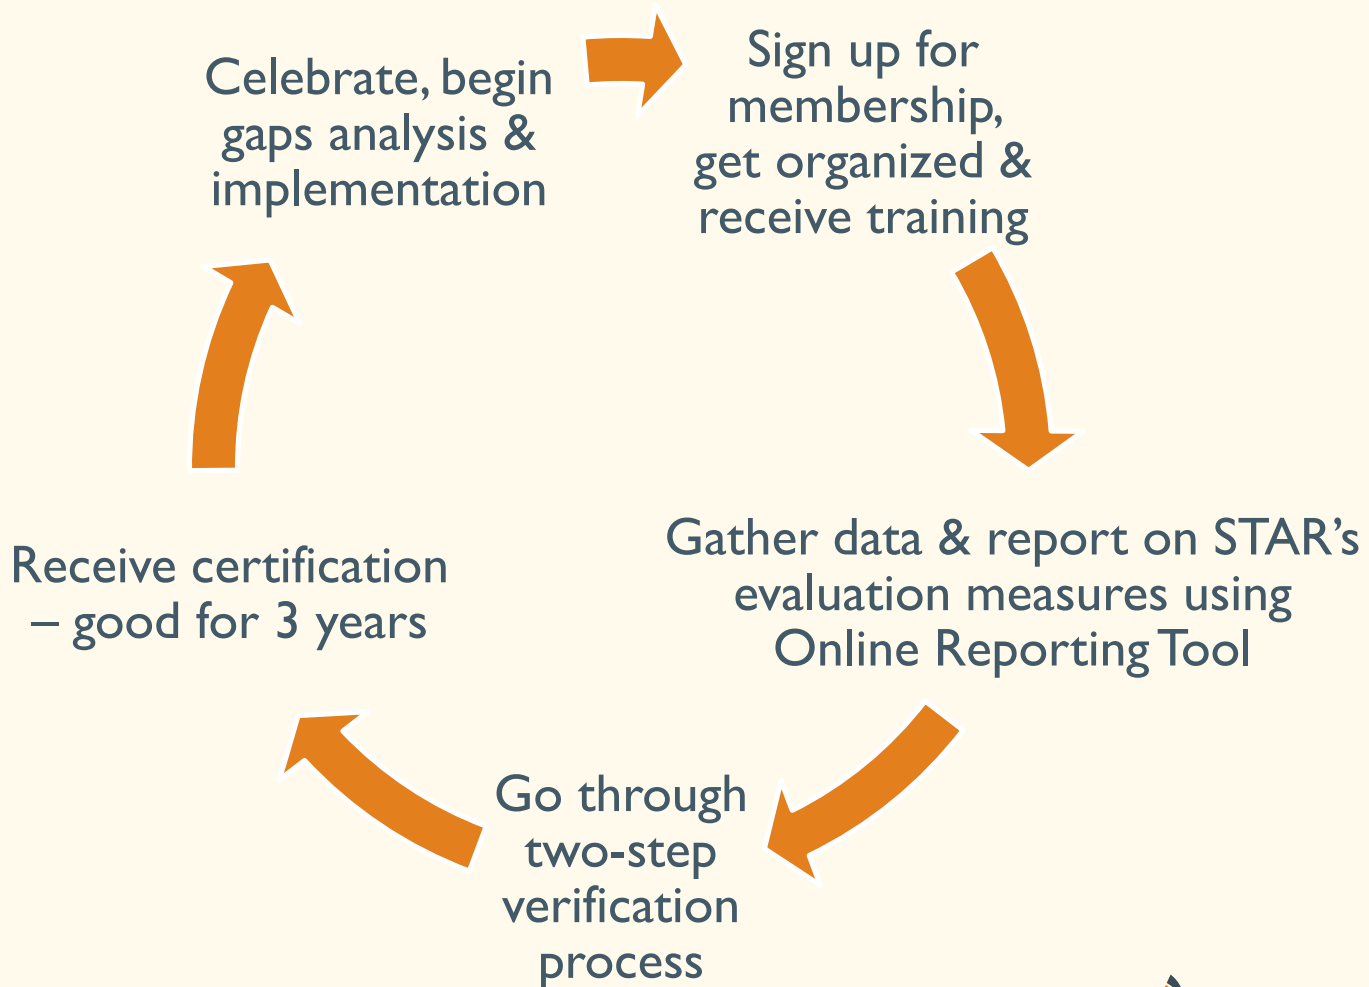 Celebrate, begin
gaps analysis &
implementation
Sign up for
membership,
get organized &
receive training
Gather data & report on STAR’s
evaluation measures using
Online Reporting Tool
Go through
two-step
verification
process
Receive certification
– good for 3 years